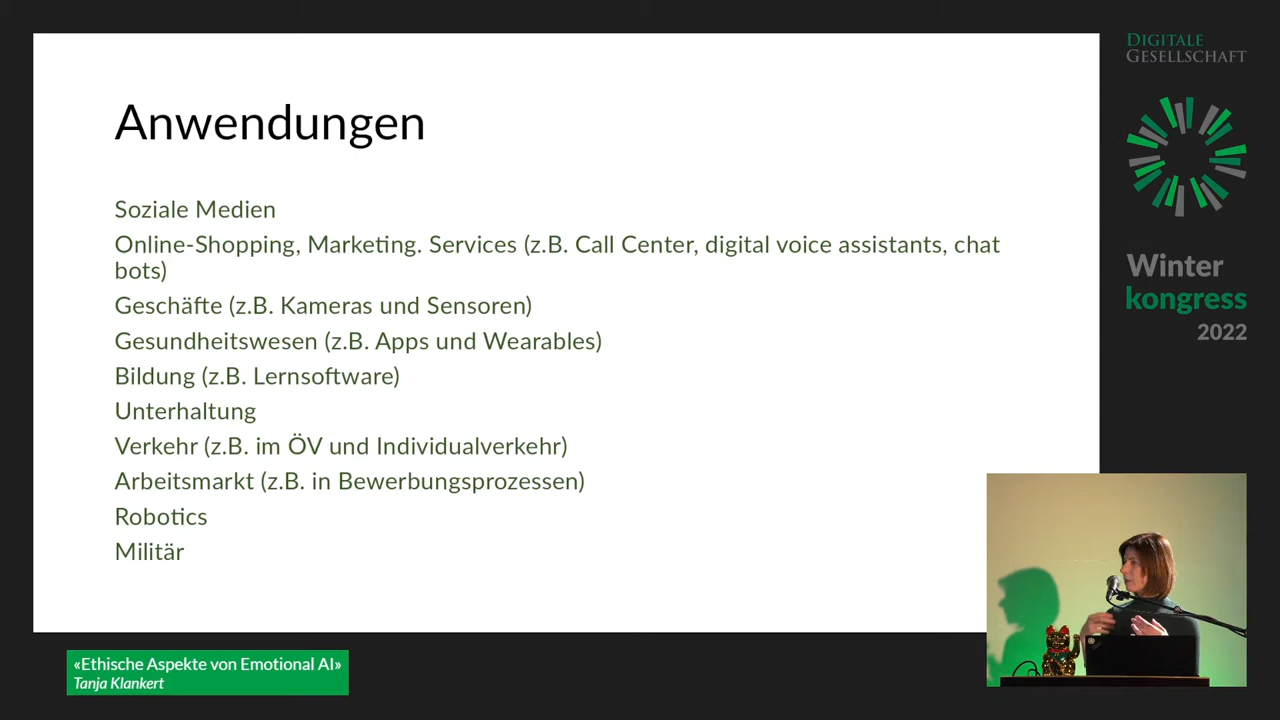 Anwendungen
Soziale Medien
Online-Shopping, Marketing. Services (z.B. Call Center, digital voice assistants, chat
bots)
Geschäfte (z.B. Kameras und Sensoren)
Gesundheitswesen (z.B. Apps und Wearables)
Bildung (z.B. Lernsoftware)
Unterhaltung
Verkehr (z.B. im ÖV und Individualverkehr)
Arbeitsmarkt (z.B. in Bewerbungsprozessen)
Robotics
Militär
DIGITALE
GESELLSCHAFT
Winter
kongress
2022
«Ethische Aspekte von Emotional AI»
Tanja Klankert